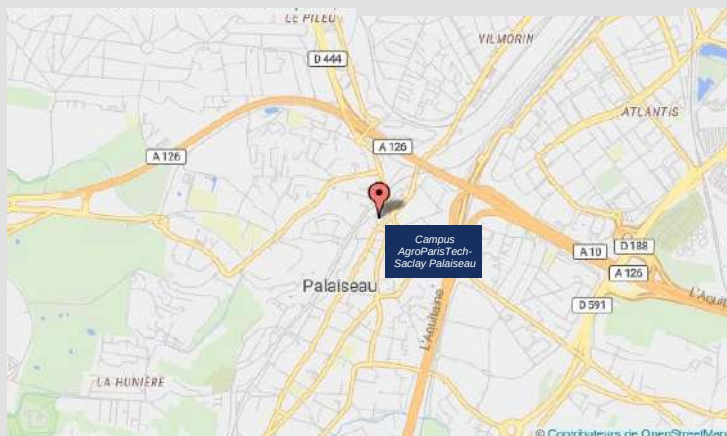 LE PILEU
VILMORIN
D 444
ATLANTIS
A 126
A 126
Campus
AgroParisTech-
Saclay Palaiseau
A 10
D 188
A 126
Palaiseau
L'Aquitaine
D 591
L'Aquit
LA HUNIÈRE
© Contributeurs de OpenStreetMap